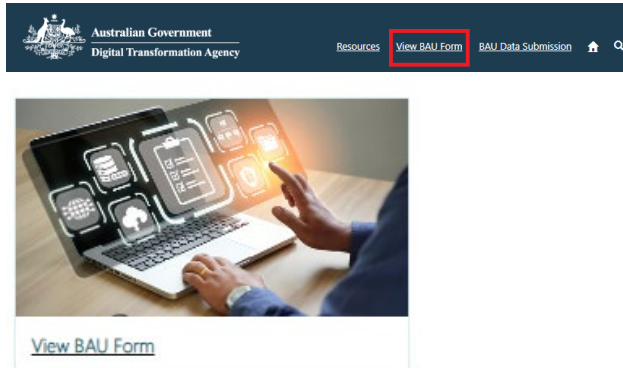 Australian Government
Digital Transformation Agency
Resources View BAU Form BAU Data Submission
View BAU Form